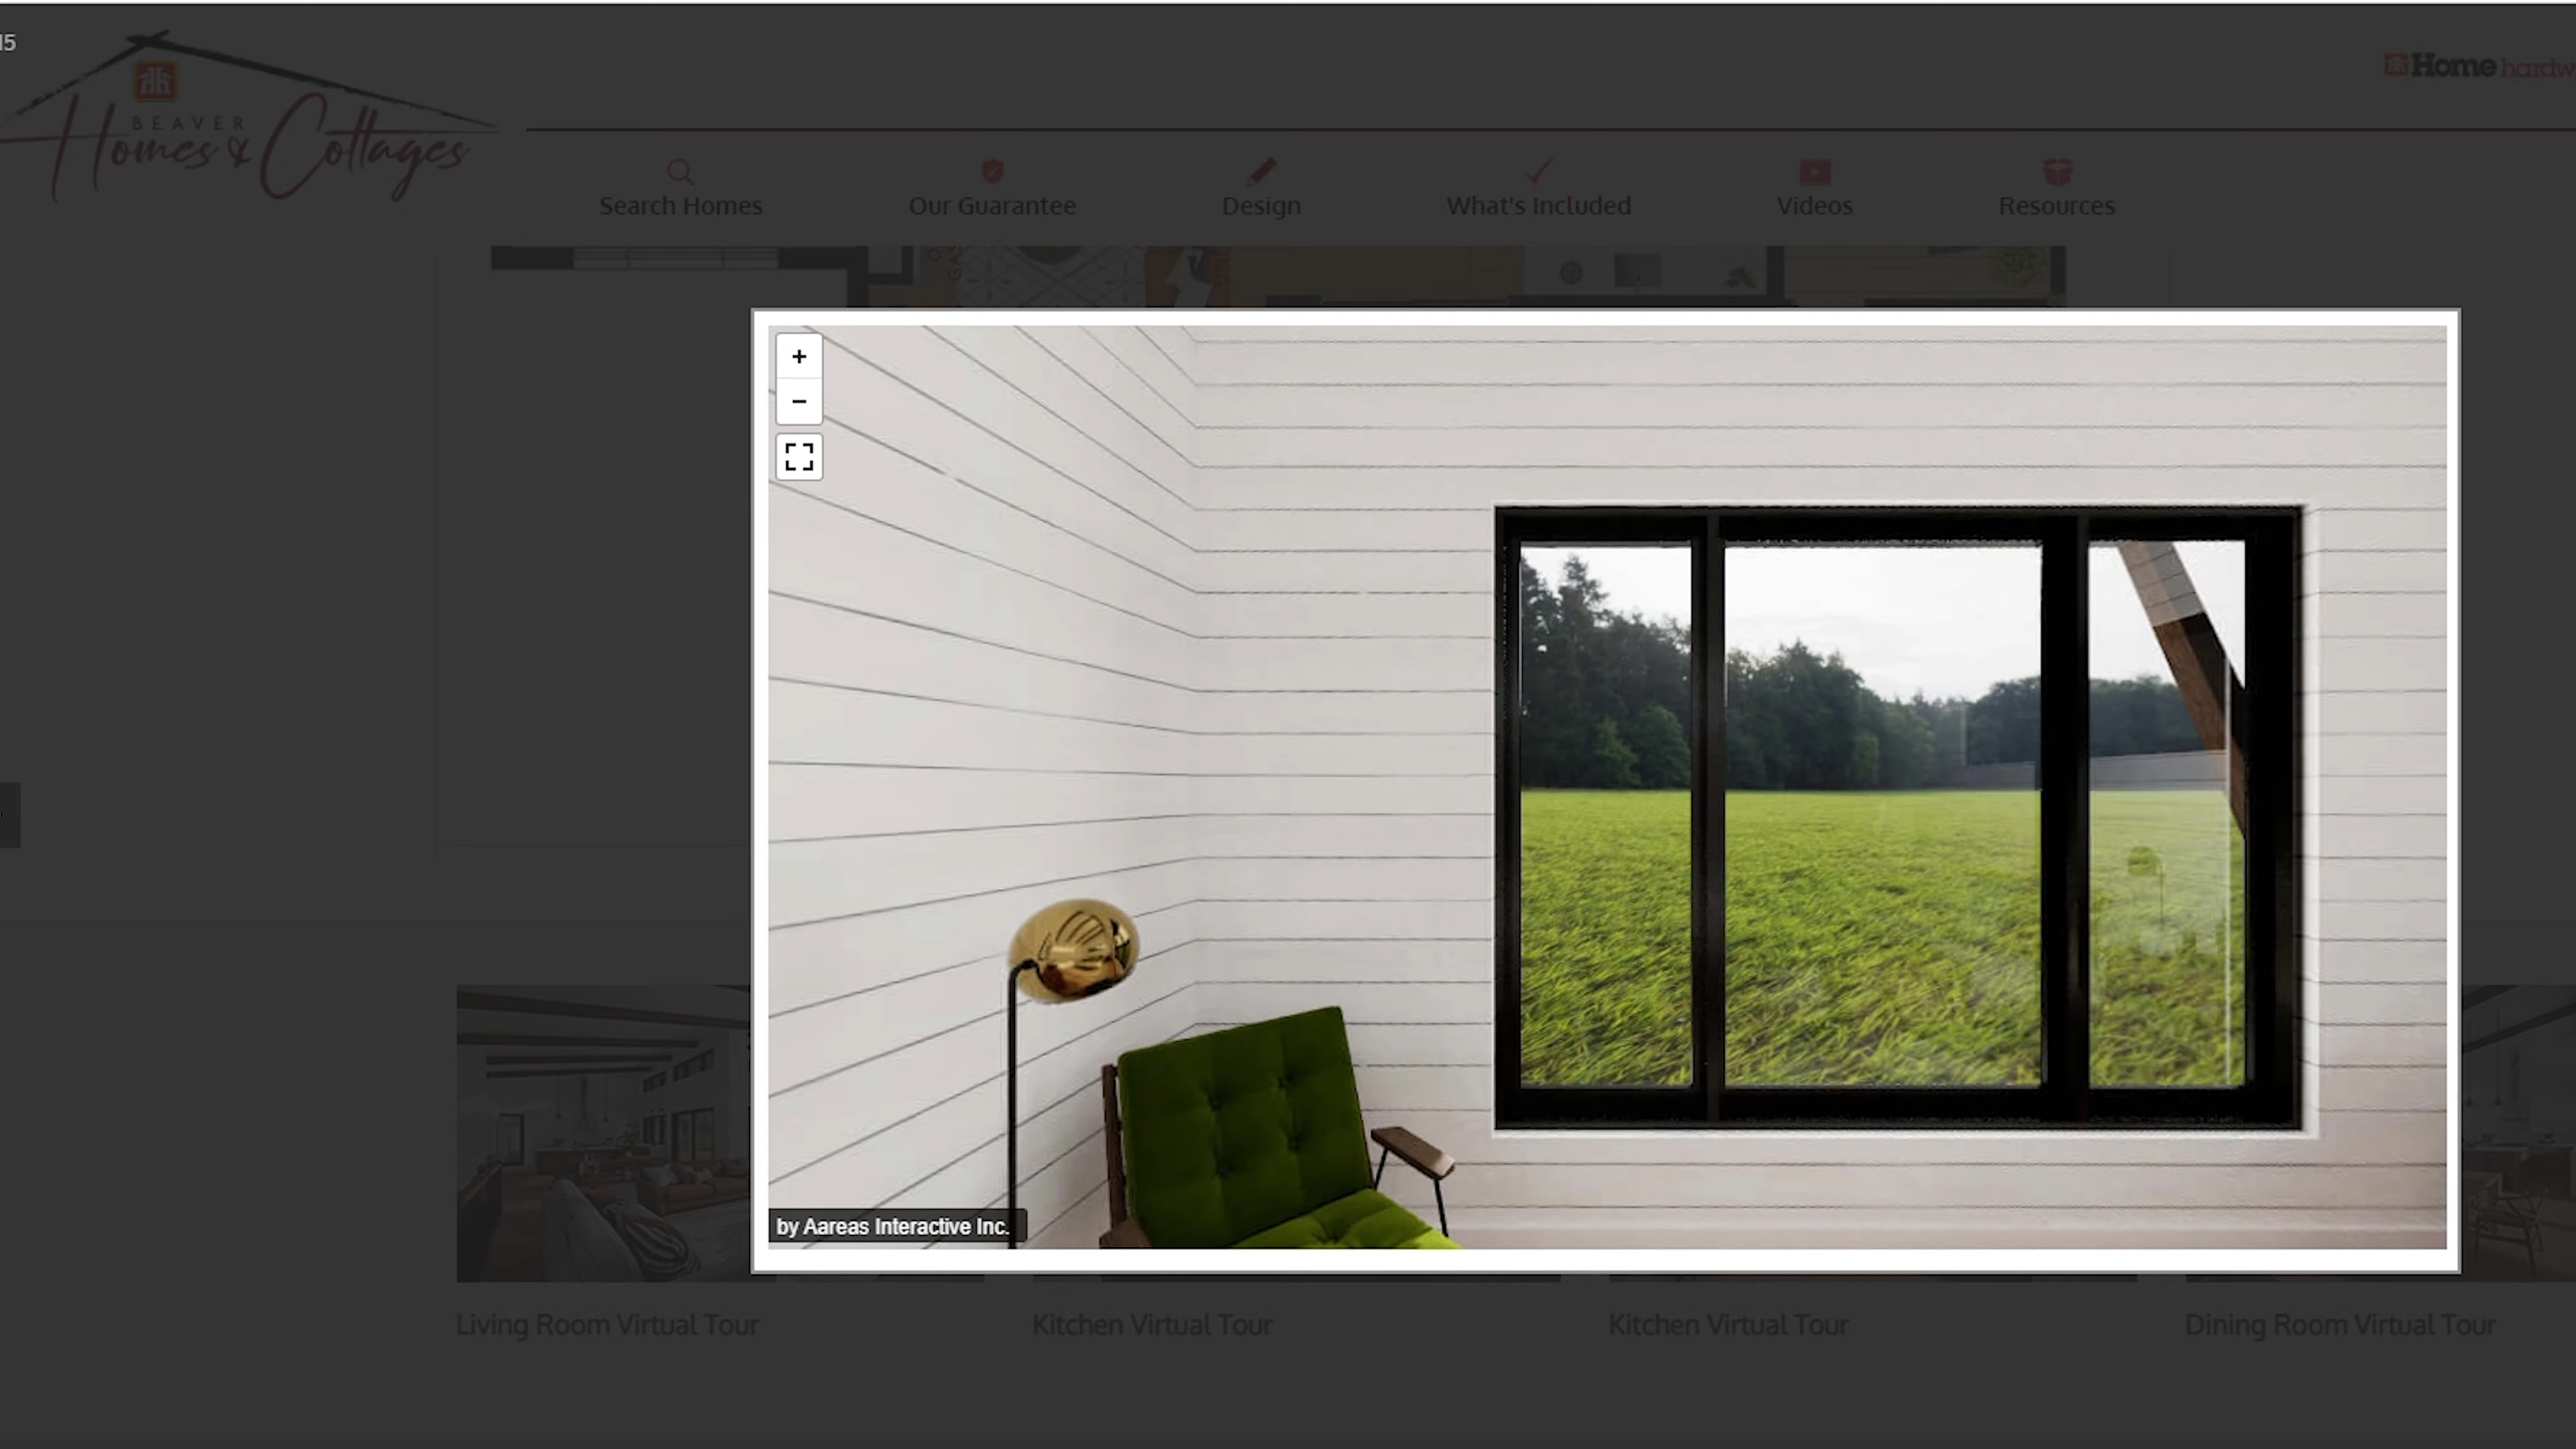 15
BEAVER
Homes & Cottages
Home hardw
Search Homes
Our Guarantee
Design
What's Included
Videos
Resources
+
−
by Aareas Interactive Inc.
Living Room Virtual Tour
Kitchen Virtual Tour
Kitchen Virtual Tour
Dining Room Virtual Tour